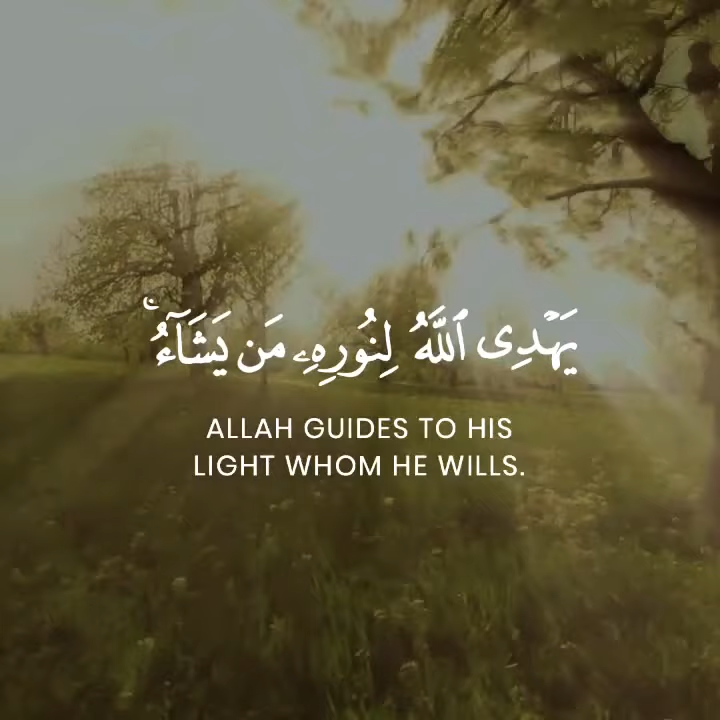 يَهْدِى ٱللَّهُ لِنُورِهِۦ مَن يَشَآءُ ۚ
ALLAH GUIDES TO HIS
LIGHT WHOM HE WILLS.